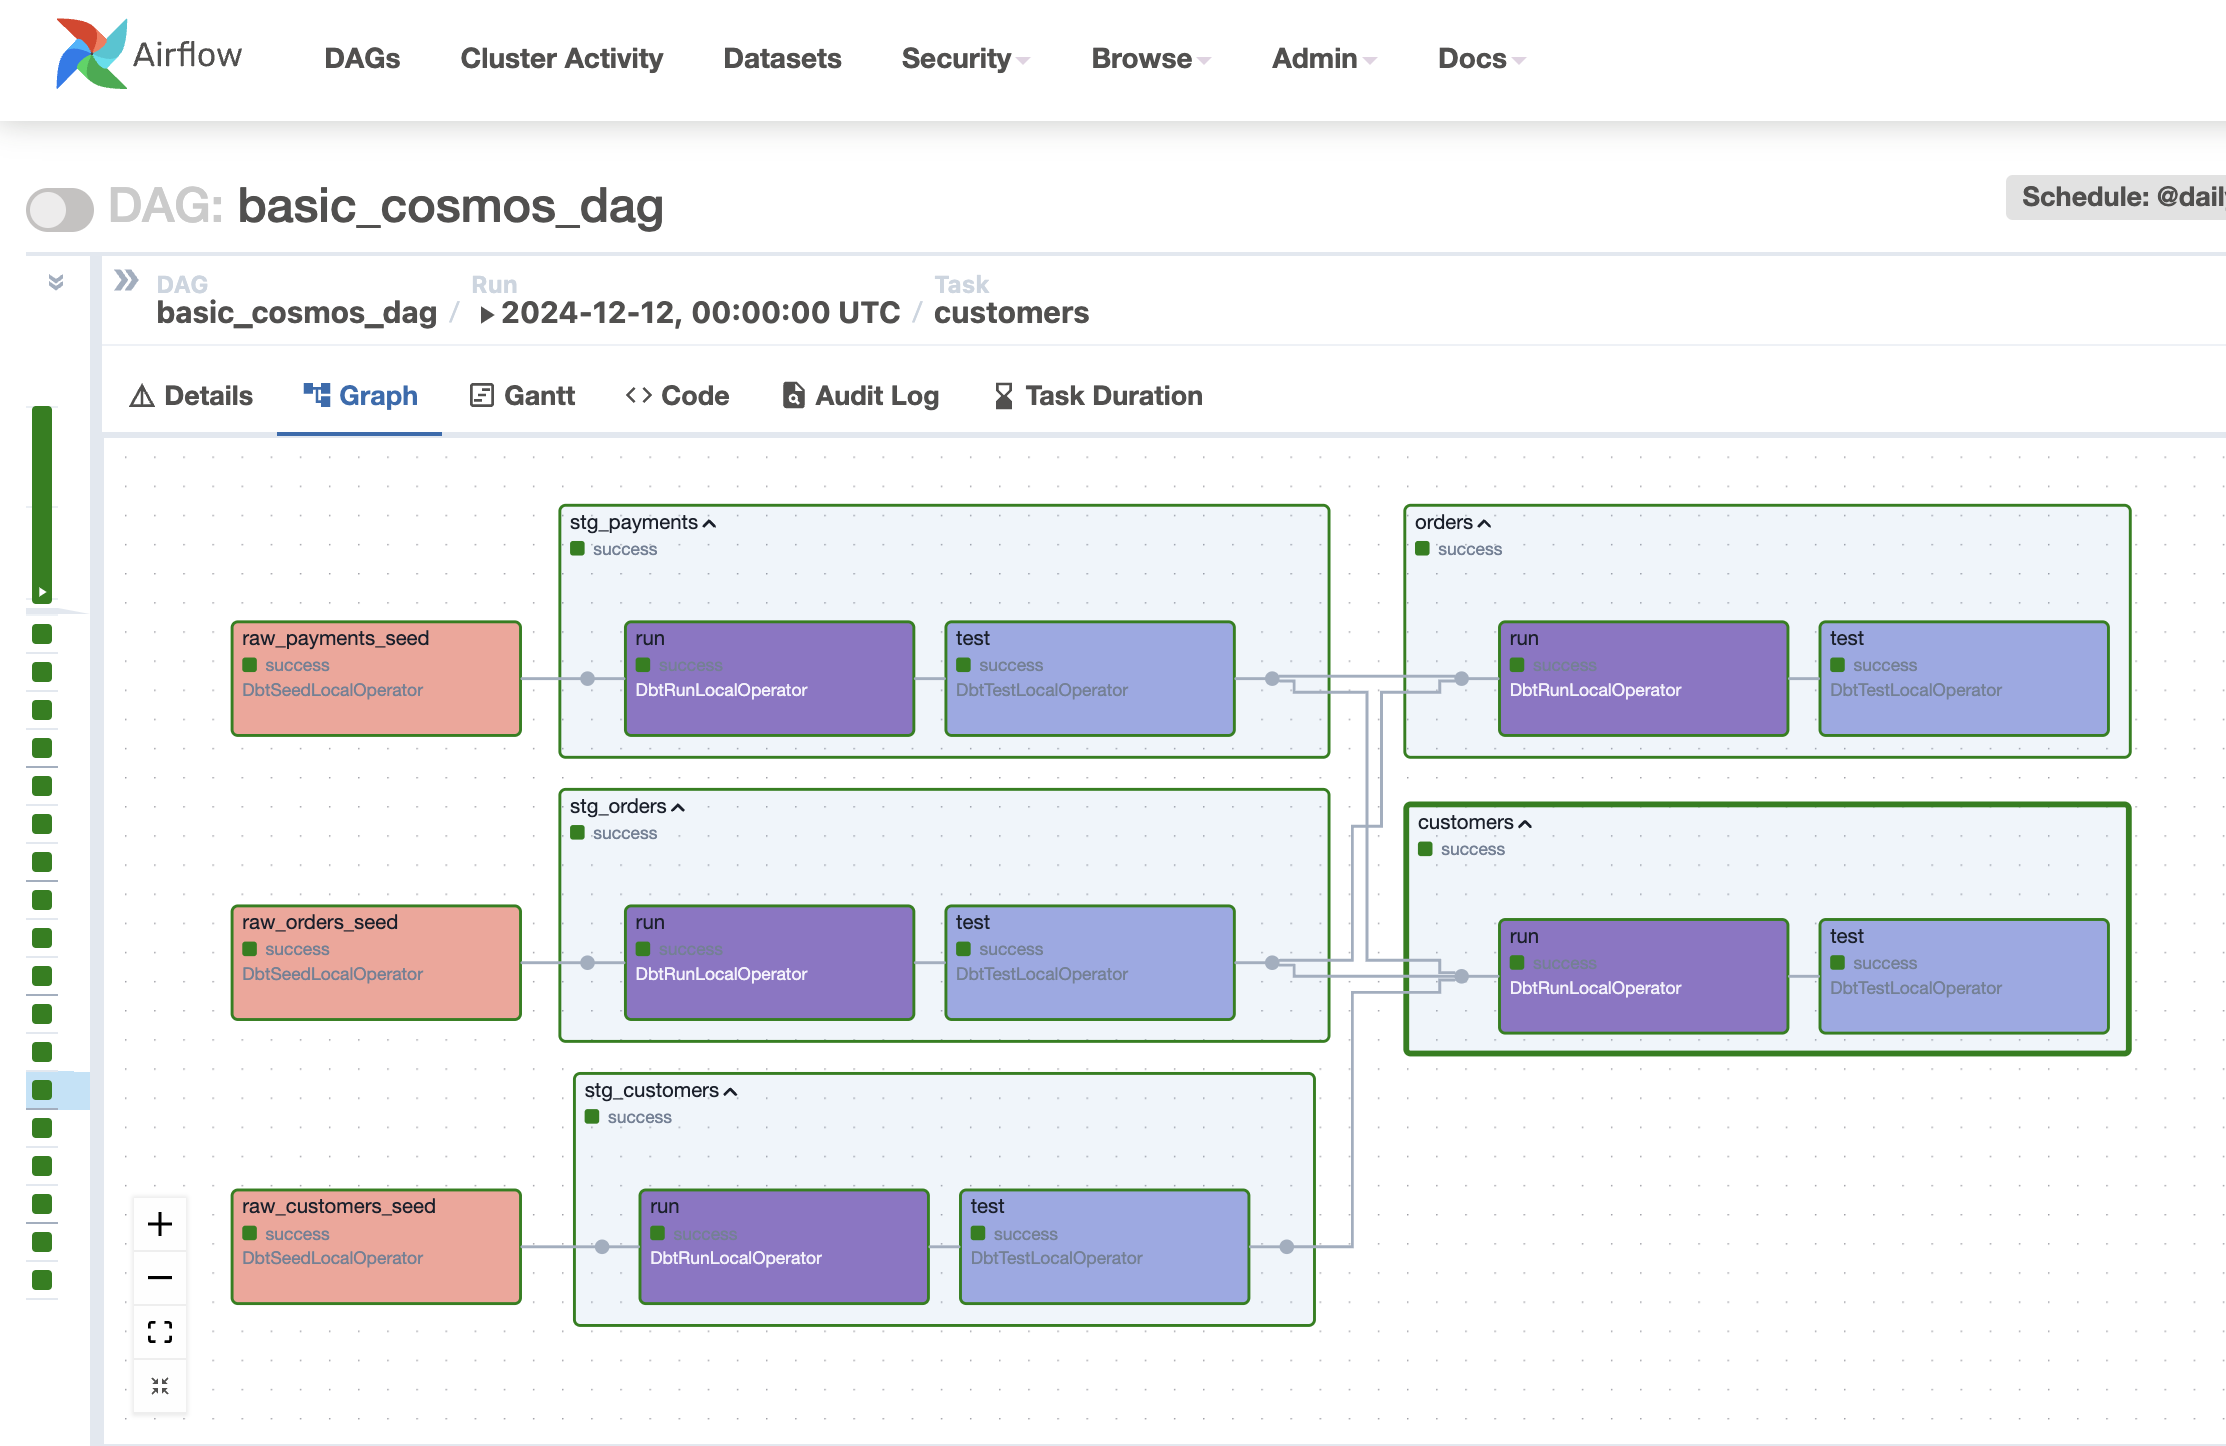 Airflow
DAGs
Cluster Activity
Datasets
Security
Browse
Admin
Docs
DAG: basic_cosmos_dag
Schedule: @daily
DAG
basic_cosmos_dag
/
Run
2024-12-12, 00:00:00 UTC
/
Task
customers
Details
Graph
Gantt
Code
Audit Log
Task Duration
stg_payments
success
orders
success
raw_payments_seed
success
DbtSeedLocalOperator
run
success
DbtRunLocalOperator
test
success
DbtTestLocalOperator
run
success
DbtRunLocalOperator
test
success
DbtTestLocalOperator
stg_orders
success
customers
success
raw_orders_seed
success
DbtSeedLocalOperator
run
success
DbtRunLocalOperator
test
success
DbtTestLocalOperator
run
success
DbtRunLocalOperator
test
success
DbtTestLocalOperator
stg_customers
success
raw_customers_seed
success
DbtSeedLocalOperator
run
success
DbtRunLocalOperator
test
success
DbtTestLocalOperator